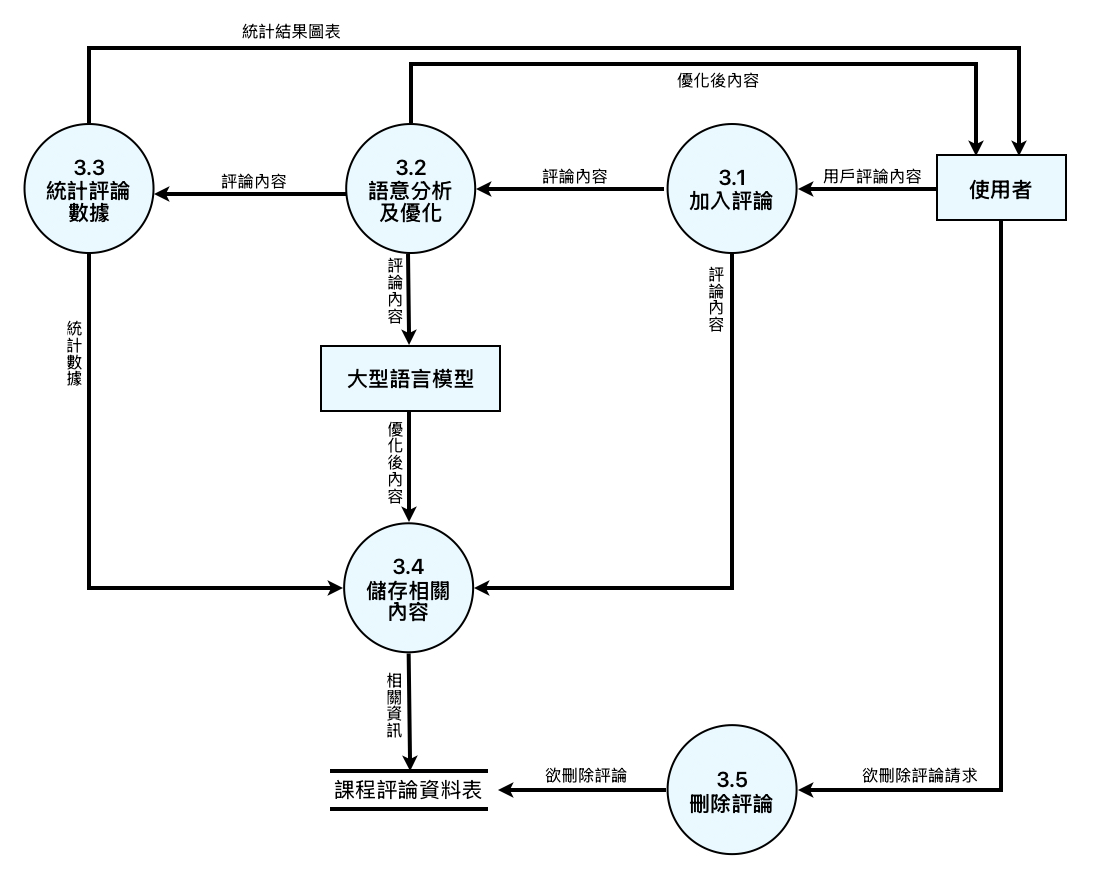 統計結果圖表
優化後內容
3.3
統計評論
數據
評論內容
3.2
語意分析
及優化
評論內容
3.1
加入評論
用戶評論內容
使用者
評論內容
評論內容
統計數據
大型語言模型
優化後內容
3.4
儲存相關
內容
相關資訊
課程評論資料表
欲刪除評論
3.5
刪除評論
欲刪除評論請求